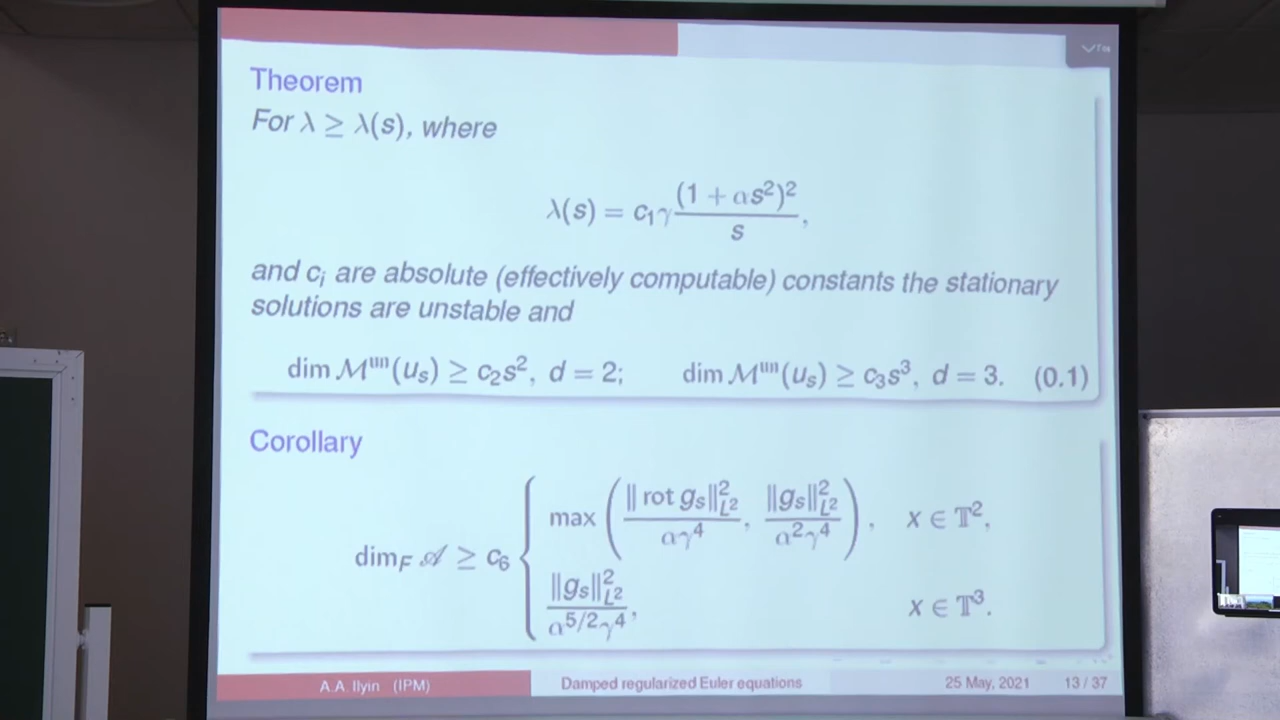 Theorem
For λ ≥ λ(s), where
λ(s) = c₁γ (1 + αs²)² / s,
and cᵢ are absolute (effectively computable) constants the stationary
solutions are unstable and
dim ℳᵘⁿ(uₛ) ≥ c₂s², d = 2; dim ℳᵘⁿ(uₛ) ≥ c₃s³, d = 3. (0.1)
Corollary
dim_F 𝒜 ≥ c₆ { max ( ‖ rot gₛ‖²_{L²} / αγ⁴, ‖gₛ‖²_{L²} / α²γ⁴ ), x ∈ 𝕋²,
‖gₛ‖²_{L²} / α^{5/2}γ⁴, x ∈ 𝕋³.
A.A. Ilyin (IPM) Damped regularized Euler equations 25 May, 2021 13 / 37